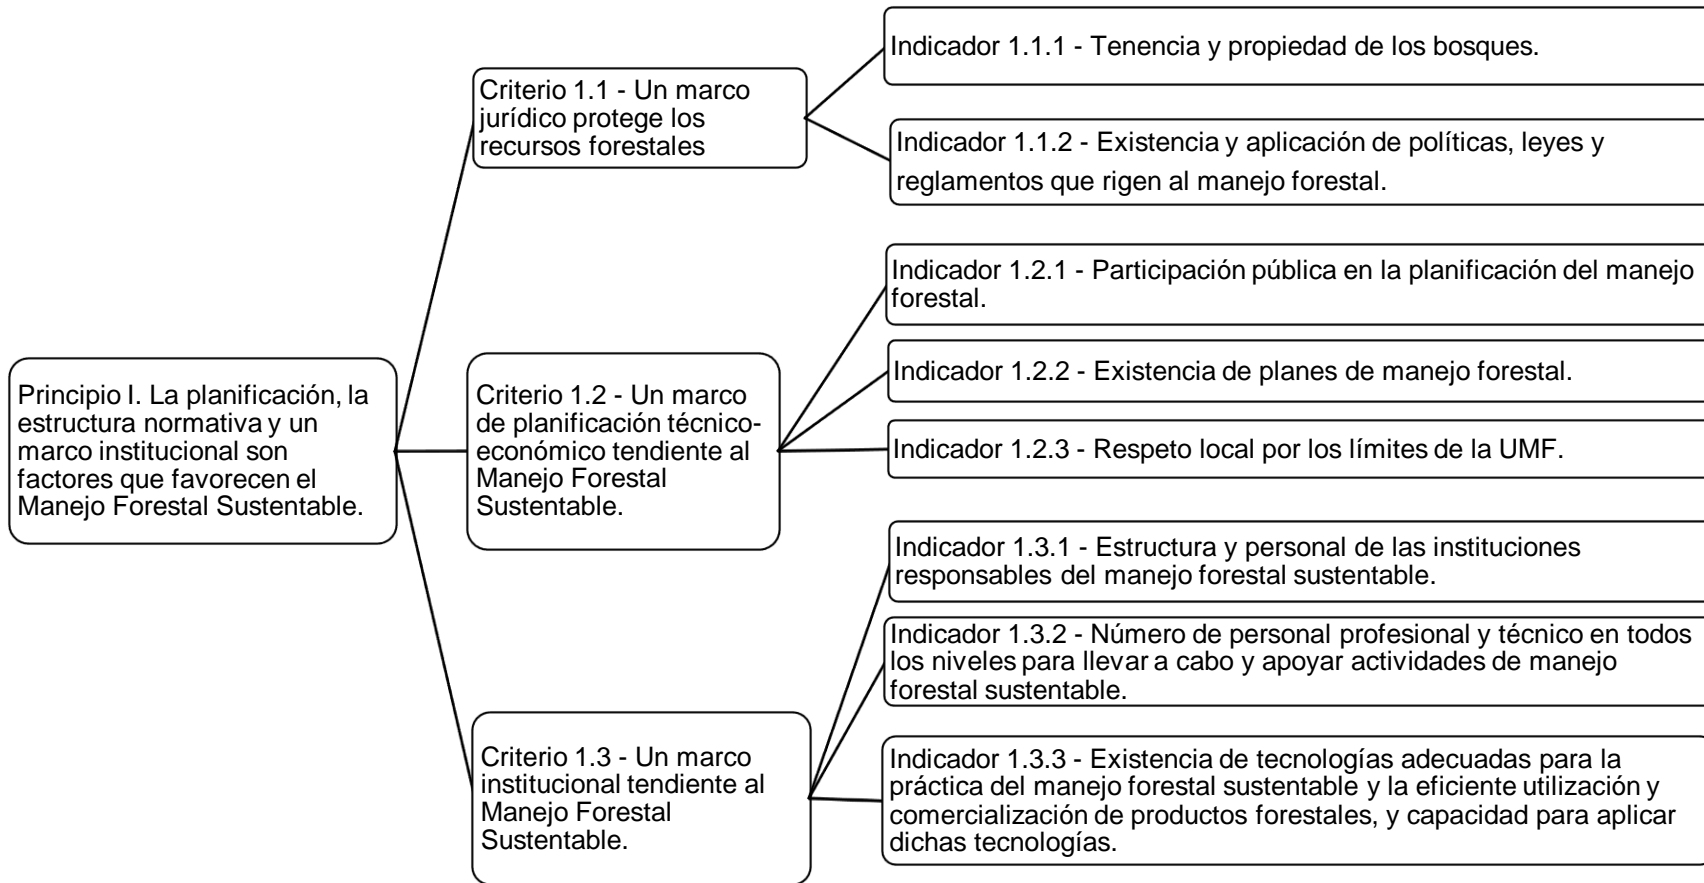 Principio I. La planificación, la
estructura normativa y un
marco institucional son
factores que favorecen el
Manejo Forestal Sustentable.
Criterio 1.1 - Un marco
jurídico protege los
recursos forestales
Indicador 1.1.1 - Tenencia y propiedad de los bosques.
Indicador 1.1.2 - Existencia y aplicación de políticas, leyes y
reglamentos que rigen al manejo forestal.
Criterio 1.2 - Un marco
de planificación técnico-
económico tendiente al
Manejo Forestal
Sustentable.
Indicador 1.2.1 - Participación pública en la planificación del manejo
forestal.
Indicador 1.2.2 - Existencia de planes de manejo forestal.
Indicador 1.2.3 - Respeto local por los límites de la UMF.
Criterio 1.3 - Un marco
institucional tendiente al
Manejo Forestal
Sustentable.
Indicador 1.3.1 - Estructura y personal de las instituciones
responsables del manejo forestal sustentable.
Indicador 1.3.2 - Número de personal profesional y técnico en todos
los niveles para llevar a cabo y apoyar actividades de manejo
forestal sustentable.
Indicador 1.3.3 - Existencia de tecnologías adecuadas para la
práctica del manejo forestal sustentable y la eficiente utilización y
comercialización de productos forestales, y capacidad para aplicar
dichas tecnologías.